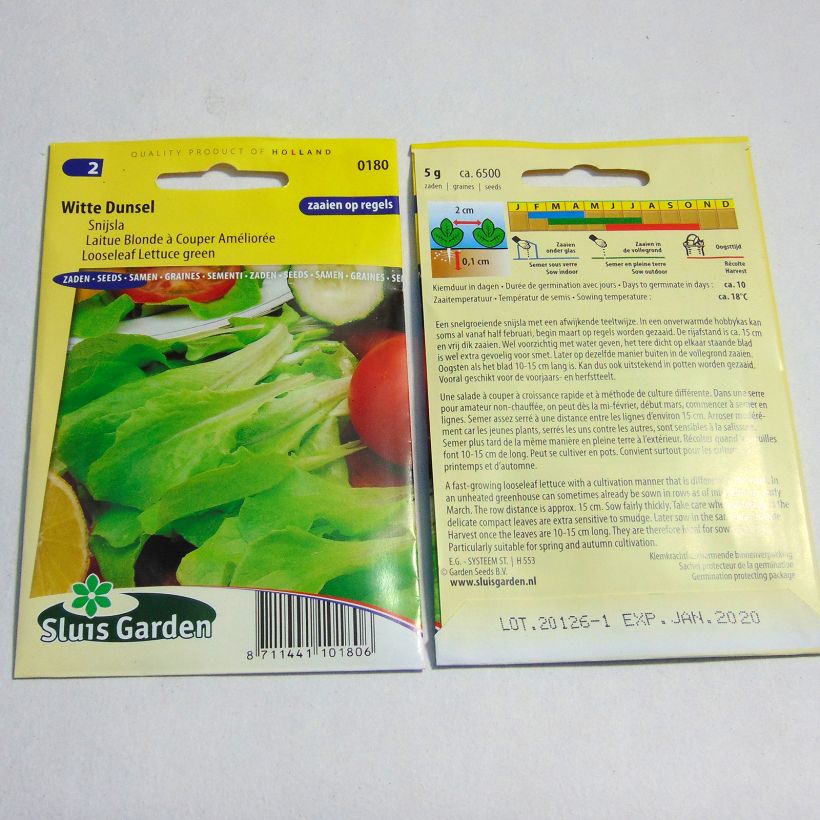 QUALITY PRODUCT OF HOLLAND
2
0180
Witte Dunsel
zaaien op regels
Snijsla
Laitue Blonde à Couper Améliorée
Looseleaf Lettuce green
ZADEN • SEEDS • SAMEN • GRAINES • SEMENTI • ZADEN • SEEDS • SAMEN • GRAINES • SE
Sluis Garden
8 711441 101806
5 g ca. 6500
zaden | graines | seeds
J F M A M J J A S O N D
2 cm
0,1 cm
Zaaien onder glas
Semer sous verre
Sow indoor
Zaaien in de vollegrond
Semer en pleine terre
Sow outdoor
Oogsttijd
Récolte
Harvest
Kiemduur in dagen • Durée de germination avec jours • Days to germinate in days : ca. 10
Zaaitemperatuur • Températur de semis • Sowing temperature : ca. 18°C
Een snelgroeiende snijsla met een afwijkende teeltwijze. In een onverwarmde hobbykas kan
soms al vanaf half februari, begin maart op regels worden gezaaid. De rijafstand is ca. 15 cm
en vrij dik zaaien. Wel voorzichtig met water geven, het tere dicht op elkaar staande blad
is wel extra gevoelig voor smet. Later op dezelfde manier buiten in de vollegrond zaaien.
Oogsten als het blad 10-15 cm lang is. Kan dus ook uitstekend in potten worden gezaaid,
Vooral geschikt voor de voorjaars- en herfstteelt.
Une salade à couper à croissance rapide et à méthode de culture différente. Dans une serre
pour amateur non-chauffée, on peut dès la mi-février, début mars, commencer à semer en
lignes. Semer assez serré à une distance entre les lignes d'environ 15 cm. Arroser modéré-
ment car les jeunes plants, serrés les uns contre les autres, sont sensibles à la salissure.
Semer plus tard de la même manière en pleine terre à l'extérieur. Récolter quand
font 10-15 cm de long. Peut se cultiver en pots. Convient surtout pour les
printemps et d'automne.
A fast-growing looseleaf lettuce with a cultivation manner that is In
an unheated greenhouse can sometimes already be sown in rows as of
March. The row distance is approx. 15 cm. Sow fairly thickly. Take care the
delicate compact leaves are extra sensitive to smudge. Later sow in the
Harvest once the leaves are 10-15 cm long. They are therefore for
Particularly suitable for spring and autumn cultivation.
E.G. - SYSTEEM ST. | H 553
© Garden Seeds B.V.
www.sluisgarden.nl
Kiemkrachtbeschermende binnenverpakking
Sachet protecteur de la germination
Germination protecting package
LOT.20126-1 EXP.JAN.2020